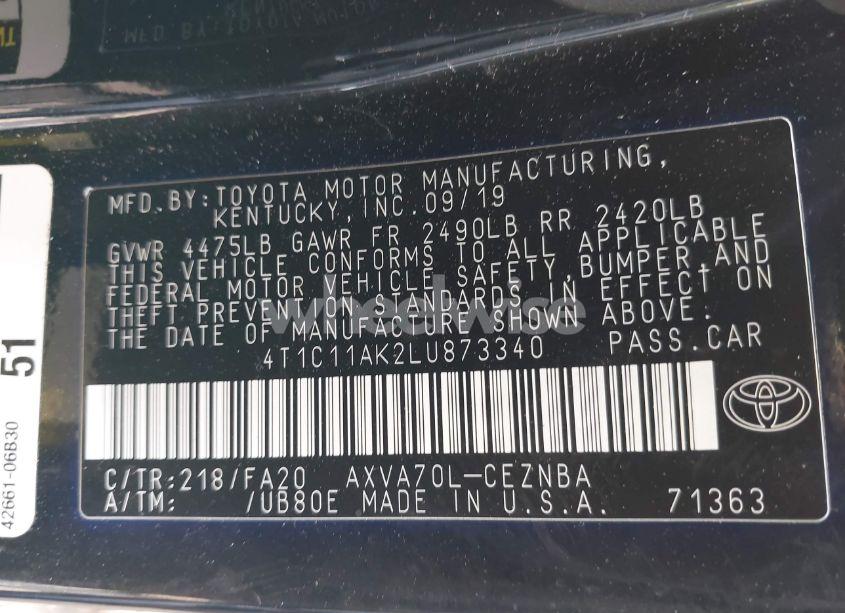 MFD. BY: TOYOTA MOTOR MANUFACTURING,
KENTUCKY, INC. 09/19
GVWR 4475LB GAWR FR 2490LB RR 2420LB
THIS VEHICLE CONFORMS TO ALL APPLICABLE
FEDERAL MOTOR VEHICLE SAFETY, BUMPER, AND
THEFT PREVENTION STANDARDS IN EFFECT ON
THE DATE OF MANUFACTURE SHOWN ABOVE.
4T1C11AK2LU873340 PASS.CAR
C/TR:218/FA20 AXVA70L-CEZNBA
A/TM: /UB80E MADE IN U.S.A. 71363
51
42661-06B30
wheelwise